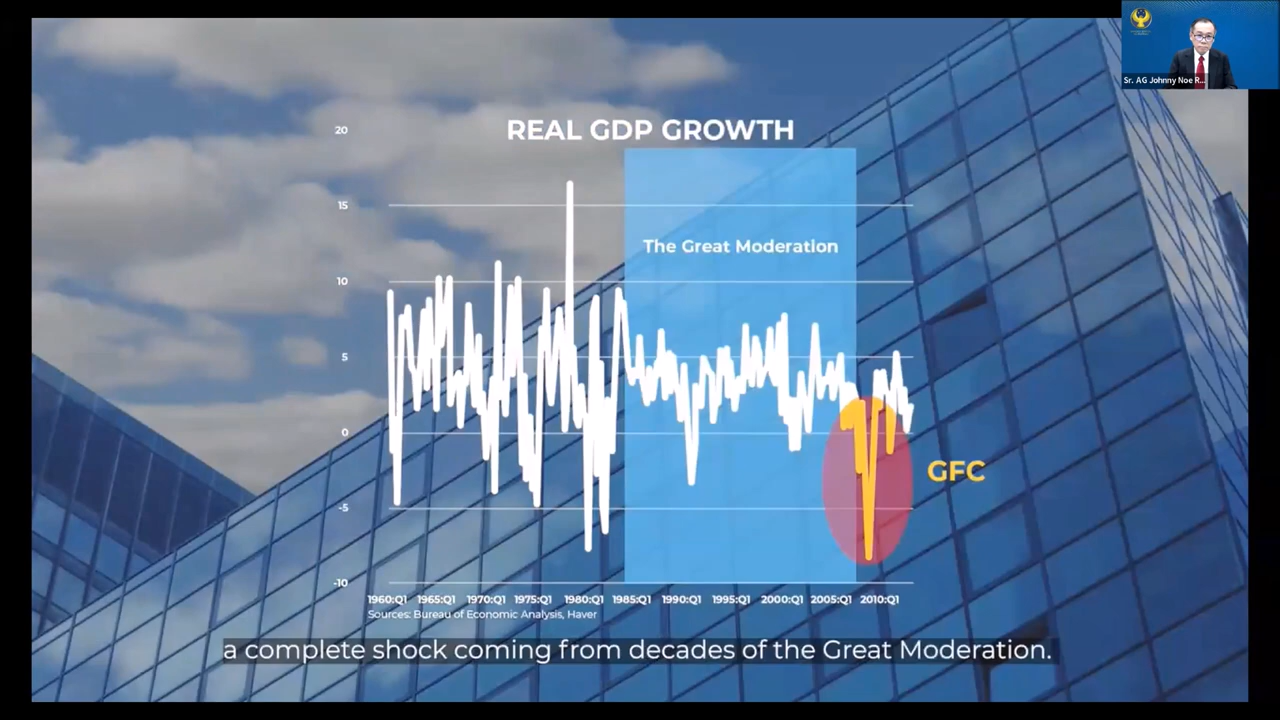 Sr. AG Johnny Noe R...
REAL GDP GROWTH
20
15
The Great Moderation
10
5
0
GFC
-5
-10
1960:Q1 1965:Q1 1970:Q1 1975:Q1 1980:Q1 1985:Q1 1990:Q1 1995:Q1 2000:Q1 2005:Q1 2010:Q1
Sources: Bureau of Economic Analysis, Haver
a complete shock coming from decades of the Great Moderation.